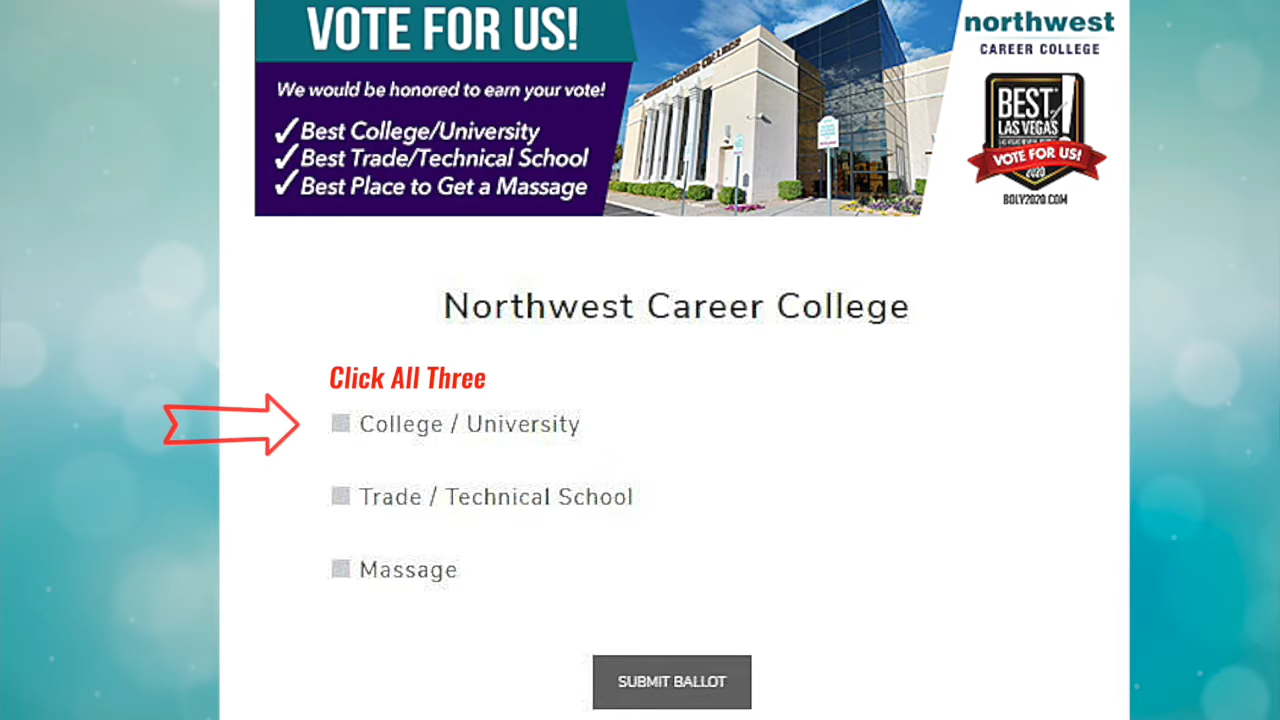 VOTE FOR US!
We would be honored to earn your vote!
✓Best College/University
✓Best Trade/Technical School
✓Best Place to Get a Massage
northwest
CAREER COLLEGE
BEST of
LAS VEGAS
VOTE FOR US!
2020
BOLV2020.COM
Northwest Career College
Click All Three
College / University
Trade / Technical School
Massage
SUBMIT BALLOT